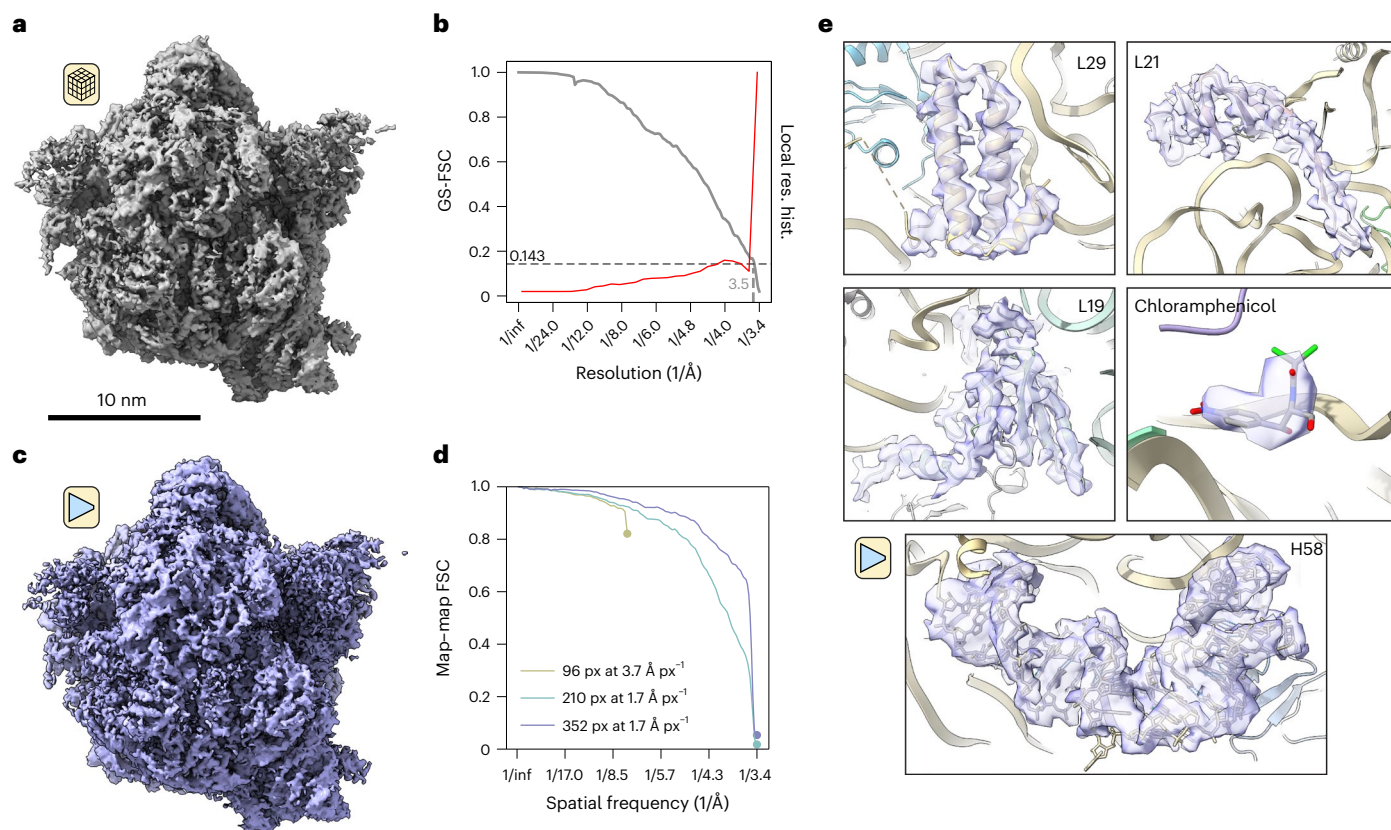 a
10 nm
b
GS-FSC
1.0
0.8
0.6
0.4
0.2
0
0.143
3.5
Local res. hist.
1/inf
1/24.0
1/12.0
1/8.0
1/6.0
1/4.8
1/4.0
1/3.4
Resolution (1/Å)
c
d
Map–map FSC
1.0
0.8
0.6
0.4
0.2
0
96 px at 3.7 Å px⁻¹
210 px at 1.7 Å px⁻¹
352 px at 1.7 Å px⁻¹
1/inf
1/17.0
1/8.5
1/5.7
1/4.3
1/3.4
Spatial frequency (1/Å)
e
L29
L21
L19
Chloramphenicol
H58